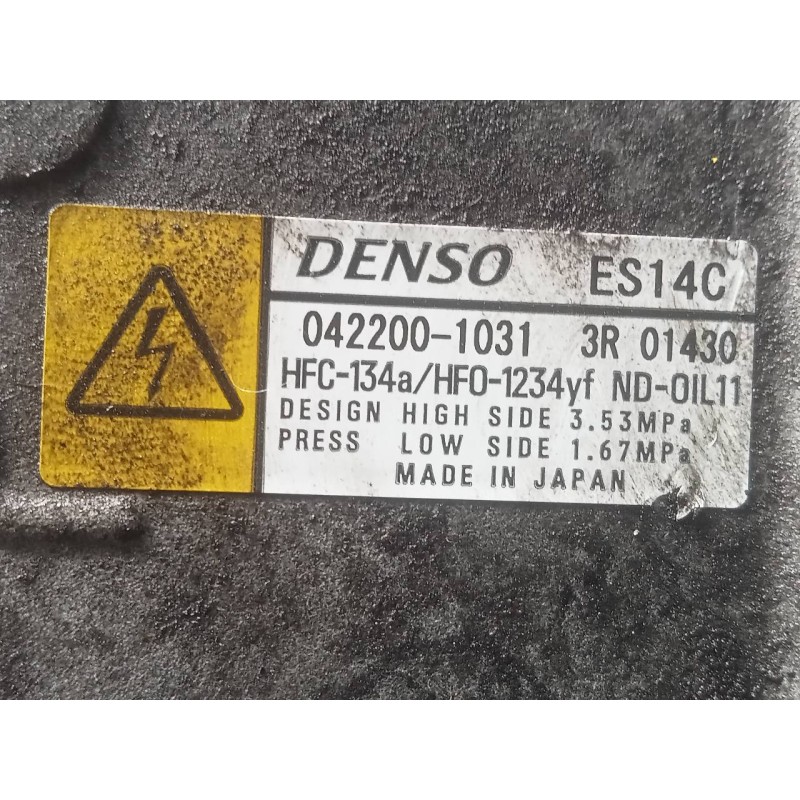 DENSO ES14C
042200-1031 3R 01430
HFC-134a/HFO-1234yf ND-OIL11
DESIGN HIGH SIDE 3.53MPa
PRESS LOW SIDE 1.67MPa
MADE IN JAPAN